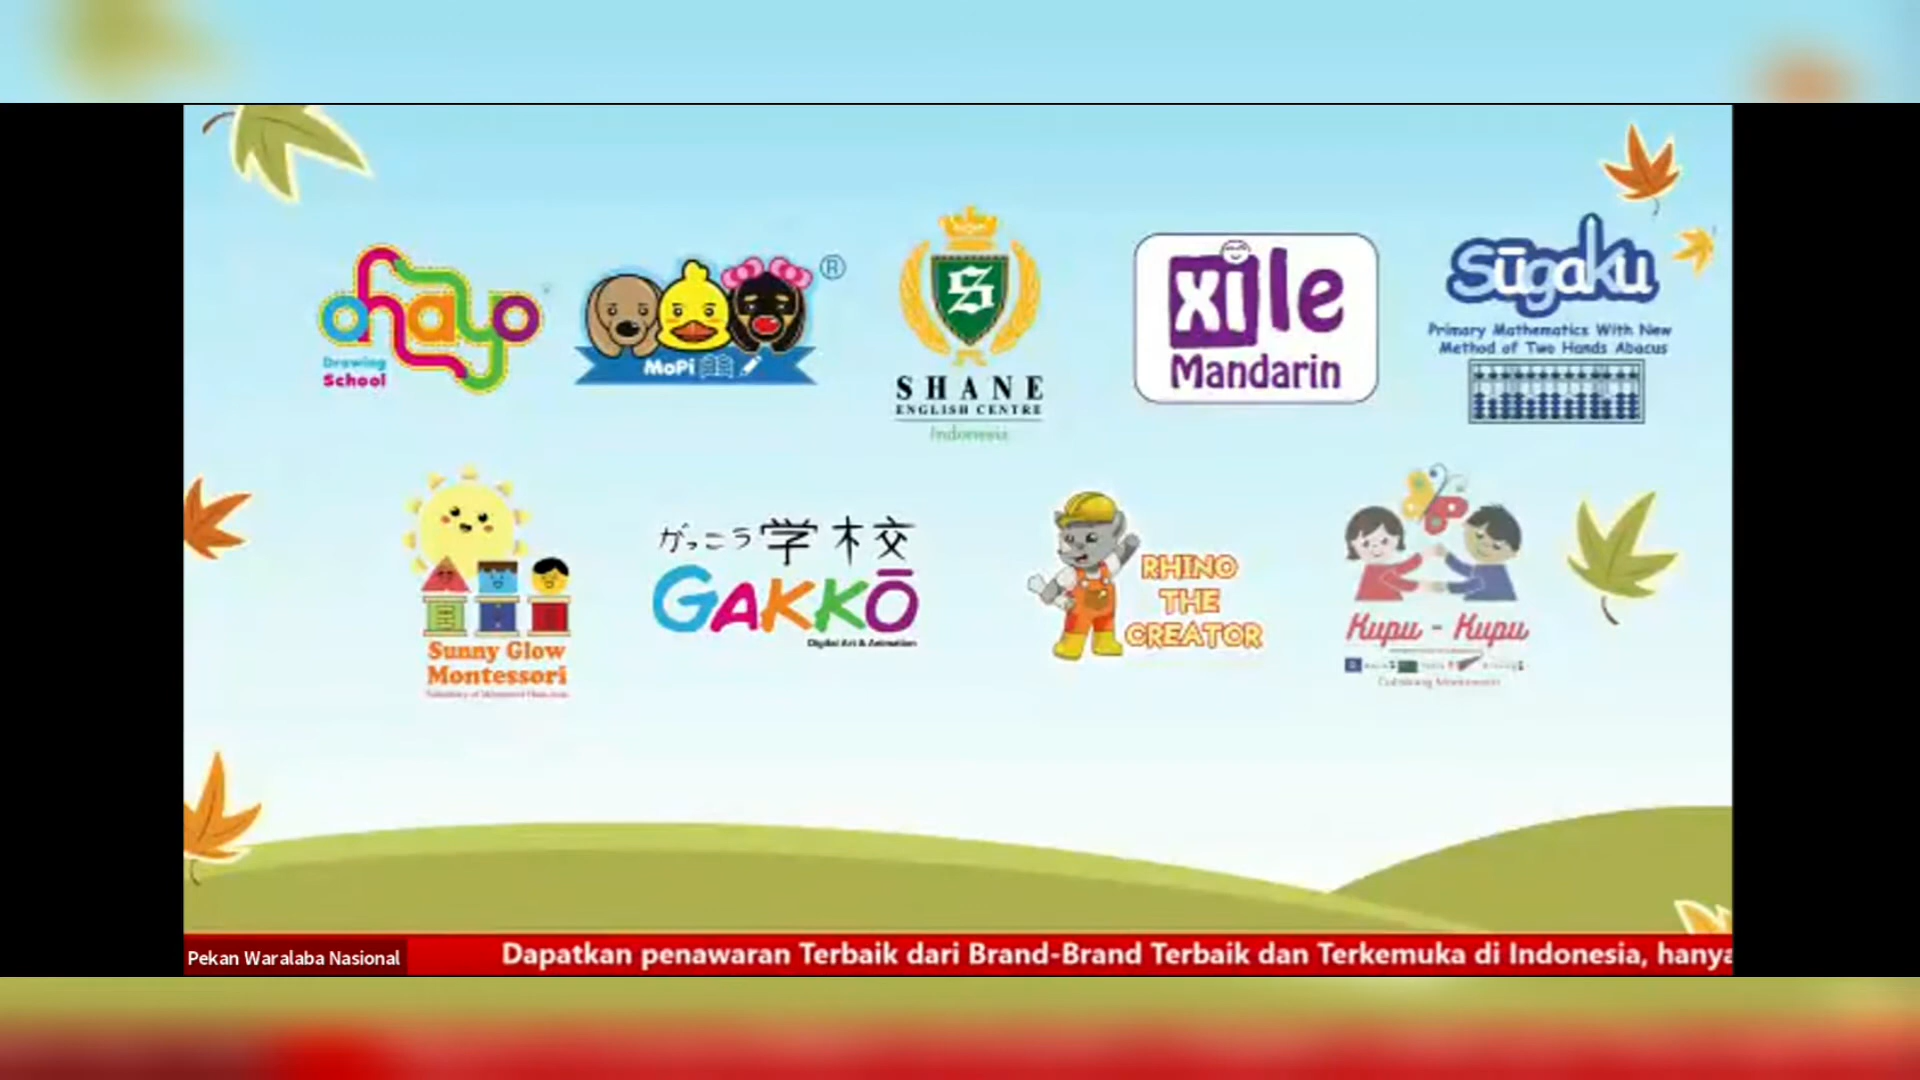 ohayo
Drawing
School
MoPi
®
S
SHANE
ENGLISH CENTRE
Indonesia
xile
Mandarin
Sūgaku
Primary Mathematics With New
Method of Two Hands Abacus
Sunny Glow
Montessori
がっこう学校
GAKKŌ
Digital Art & Animation
RHINO
THE
CREATOR
Kupu - Kupu
Pekan Waralaba Nasional
Dapatkan penawaran Terbaik dari Brand-Brand Terbaik dan Terkemuka di Indonesia, hanya